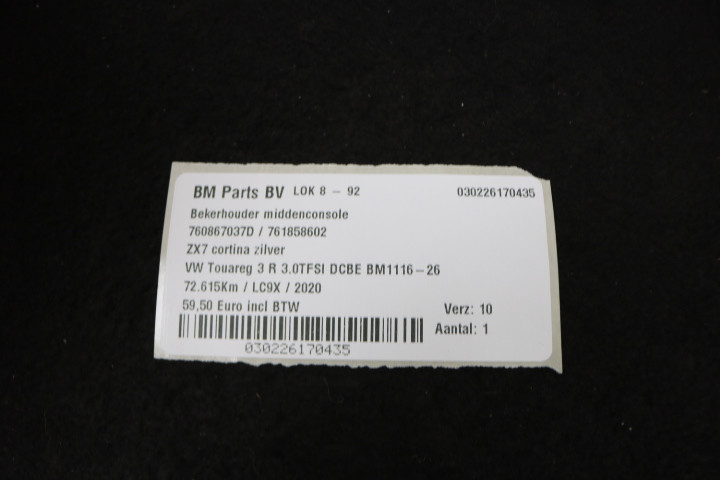 BM Parts BV LOK 8 - 92 030226170435
Bekerhouder middenconsole
760867037D / 761858602
ZX7 cortina zilver
VW Touareg 3 R 3.0TFSI DCBE BM1116-26
72.615Km / LC9X / 2020
59,50 Euro incl BTW Verz: 10
Aantal: 1
030226170435